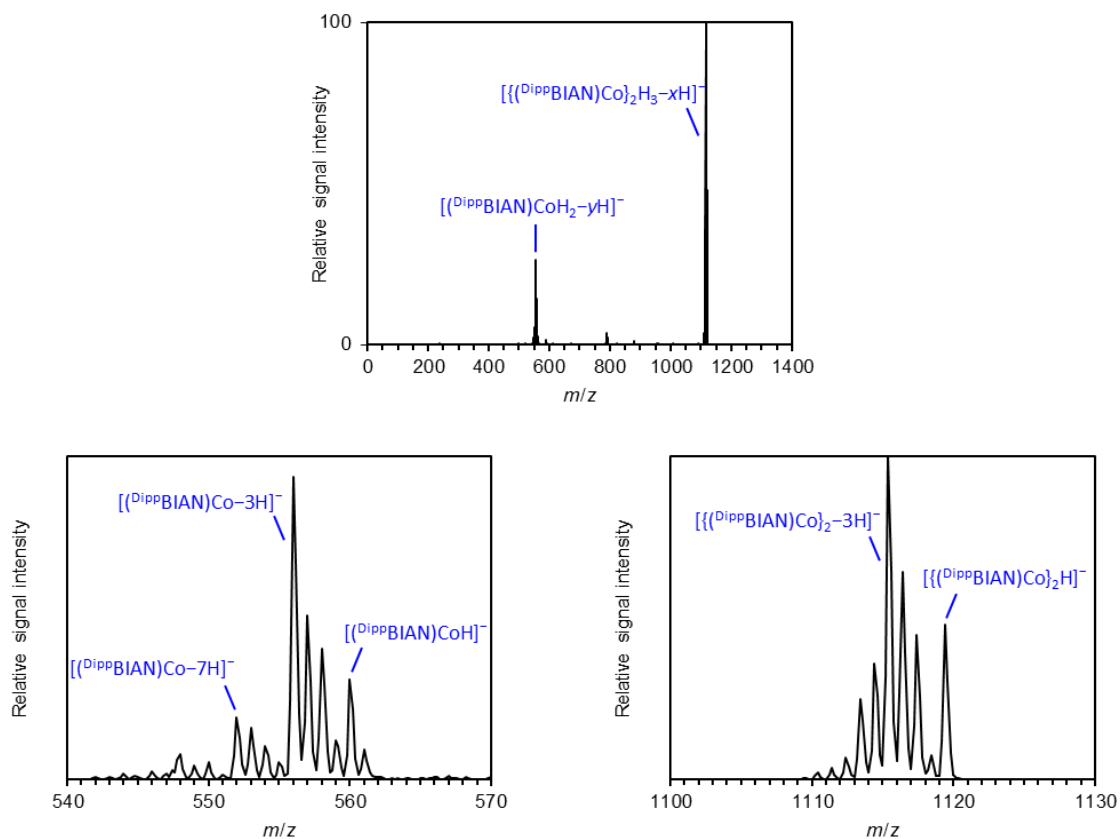 100
Relative signal intensity
[{(ᴰⁱᵖᵖBIAN)Co}₂H₃–xH]⁻
[(ᴰⁱᵖᵖBIAN)CoH₂–yH]⁻
0
0 200 400 600 800 1000 1200 1400
m/z
Relative signal intensity
[(ᴰⁱᵖᵖBIAN)Co–3H]⁻
[(ᴰⁱᵖᵖBIAN)CoH]⁻
[(ᴰⁱᵖᵖBIAN)Co–7H]⁻
540 550 560 570
m/z
Relative signal intensity
[{(ᴰⁱᵖᵖBIAN)Co}₂–3H]⁻
[{(ᴰⁱᵖᵖBIAN)Co}₂H]⁻
1100 1110 1120 1130
m/z